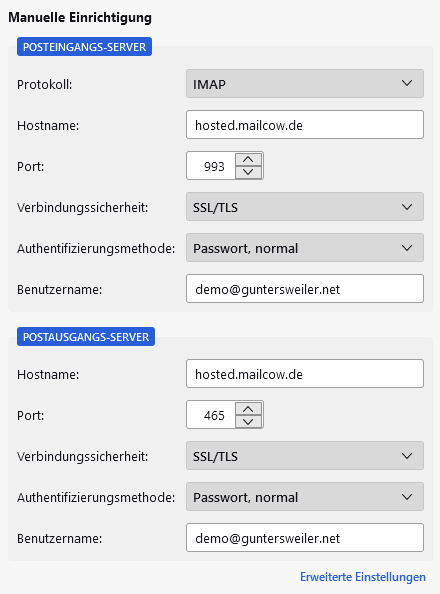 Manuelle Einrichtigung
POSTEINGANGS-SERVER
Protokoll: IMAP
Hostname: hosted.mailcow.de
Port: 993
Verbindungssicherheit: SSL/TLS
Authentifizierungsmethode: Passwort, normal
Benutzername: demo@guntersweiler.net
POSTAUSGANGS-SERVER
Hostname: hosted.mailcow.de
Port: 465
Verbindungssicherheit: SSL/TLS
Authentifizierungsmethode: Passwort, normal
Benutzername: demo@guntersweiler.net
Erweiterte Einstellungen